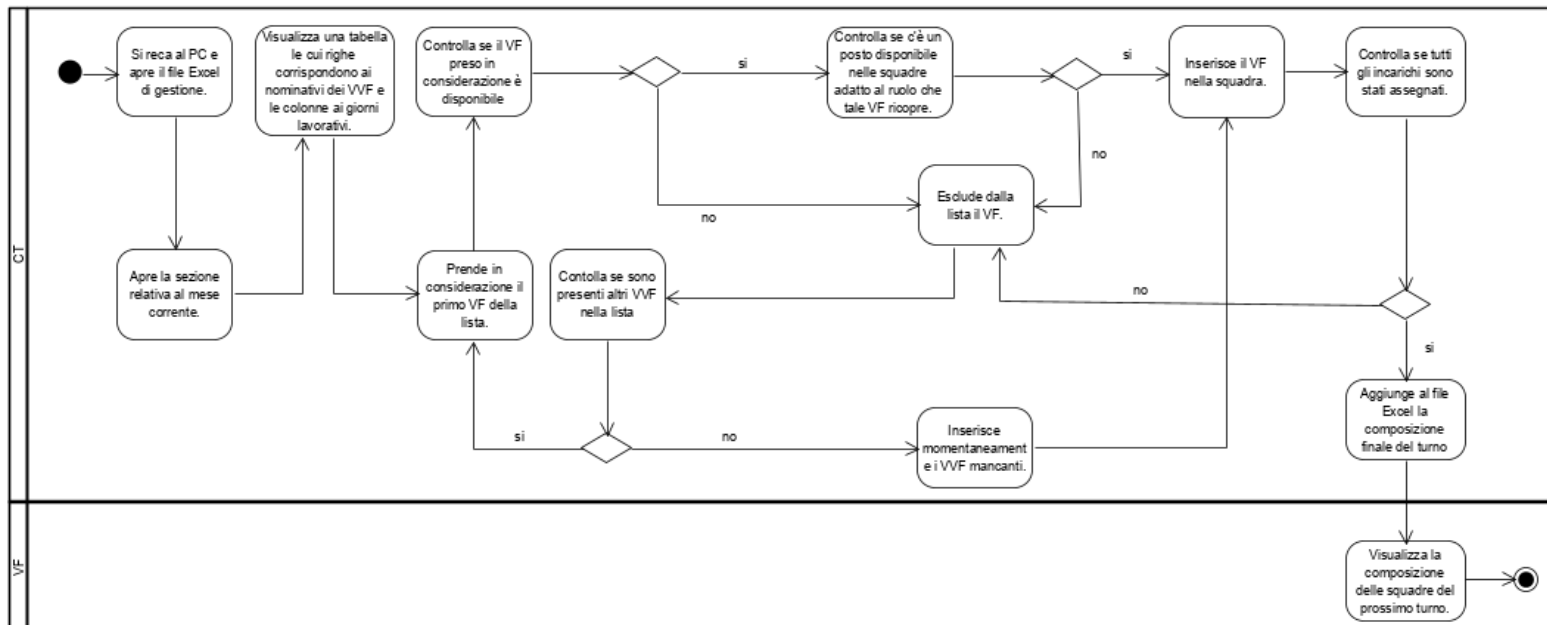 CT
Si reca al PC e
apre il file Excel
di gestione.
Visualizza una tabella
le cui righe
corrispondono ai
nominativi dei VVF e
le colonne ai giorni
lavorativi.
Controlla se il VF
preso in
considerazione è
disponibile
si
Controlla se c'è un
posto disponibile
nelle squadre
adatto al ruolo che
tale VF ricopre.
si
Inserisce il VF
nella squadra.
Controlla se tutti
gli incarichi sono
stati assegnati.
no
no
Esclude dalla
lista il VF.
Apre la sezione
relativa al mese
corrente.
Prende in
considerazione il
primo VF della
lista.
Contolla se sono
presenti altri VVF
nella lista
no
si
si
no
Inserisce
momentaneament
e i VVF mancanti.
Aggiunge al file
Excel la
composizione
finale del turno
VF
Visualizza la
composizione
delle squadre del
prossimo turno.